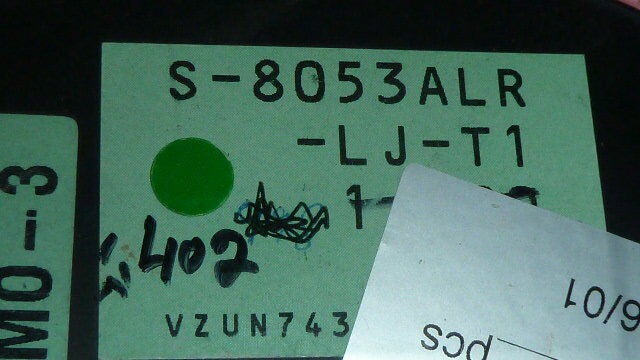 S-8053ALR
-LJ-T1
402
VZUN743
MO-3
6/01
pcs